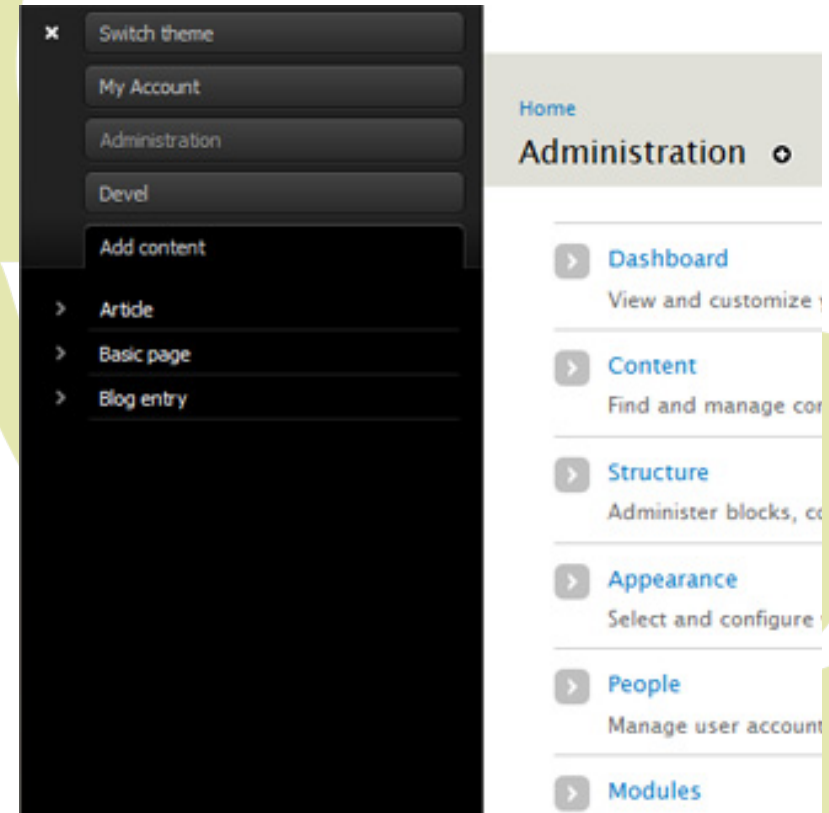 Switch theme
My Account
Administration
Devel
Add content
Article
Basic page
Blog entry
Home
Administration
Dashboard
View and customize
Content
Find and manage
Structure
Administer blocks,
Appearance
Select and configure
People
Manage user
Modules